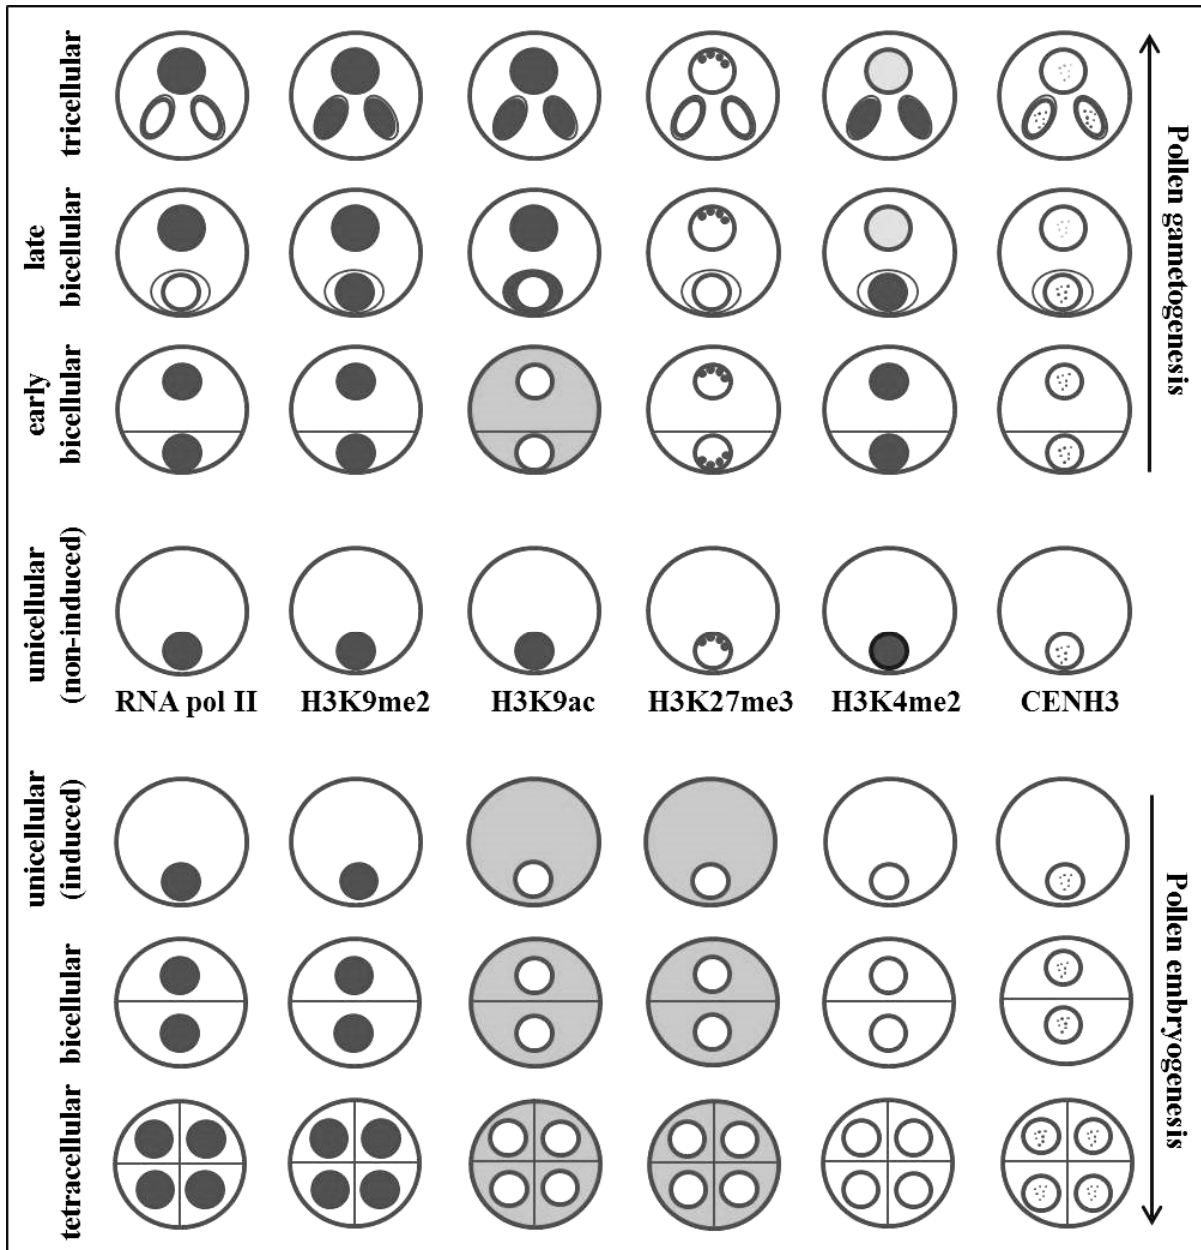 tricellular
late
bicellular
early
bicellular
Pollen gametogenesis
unicellular
(non-induced)
RNA pol II H3K9me2 H3K9ac H3K27me3 H3K4me2 CENH3
unicellular
(induced)
bicellular
tetracellular
Pollen embryogenesis